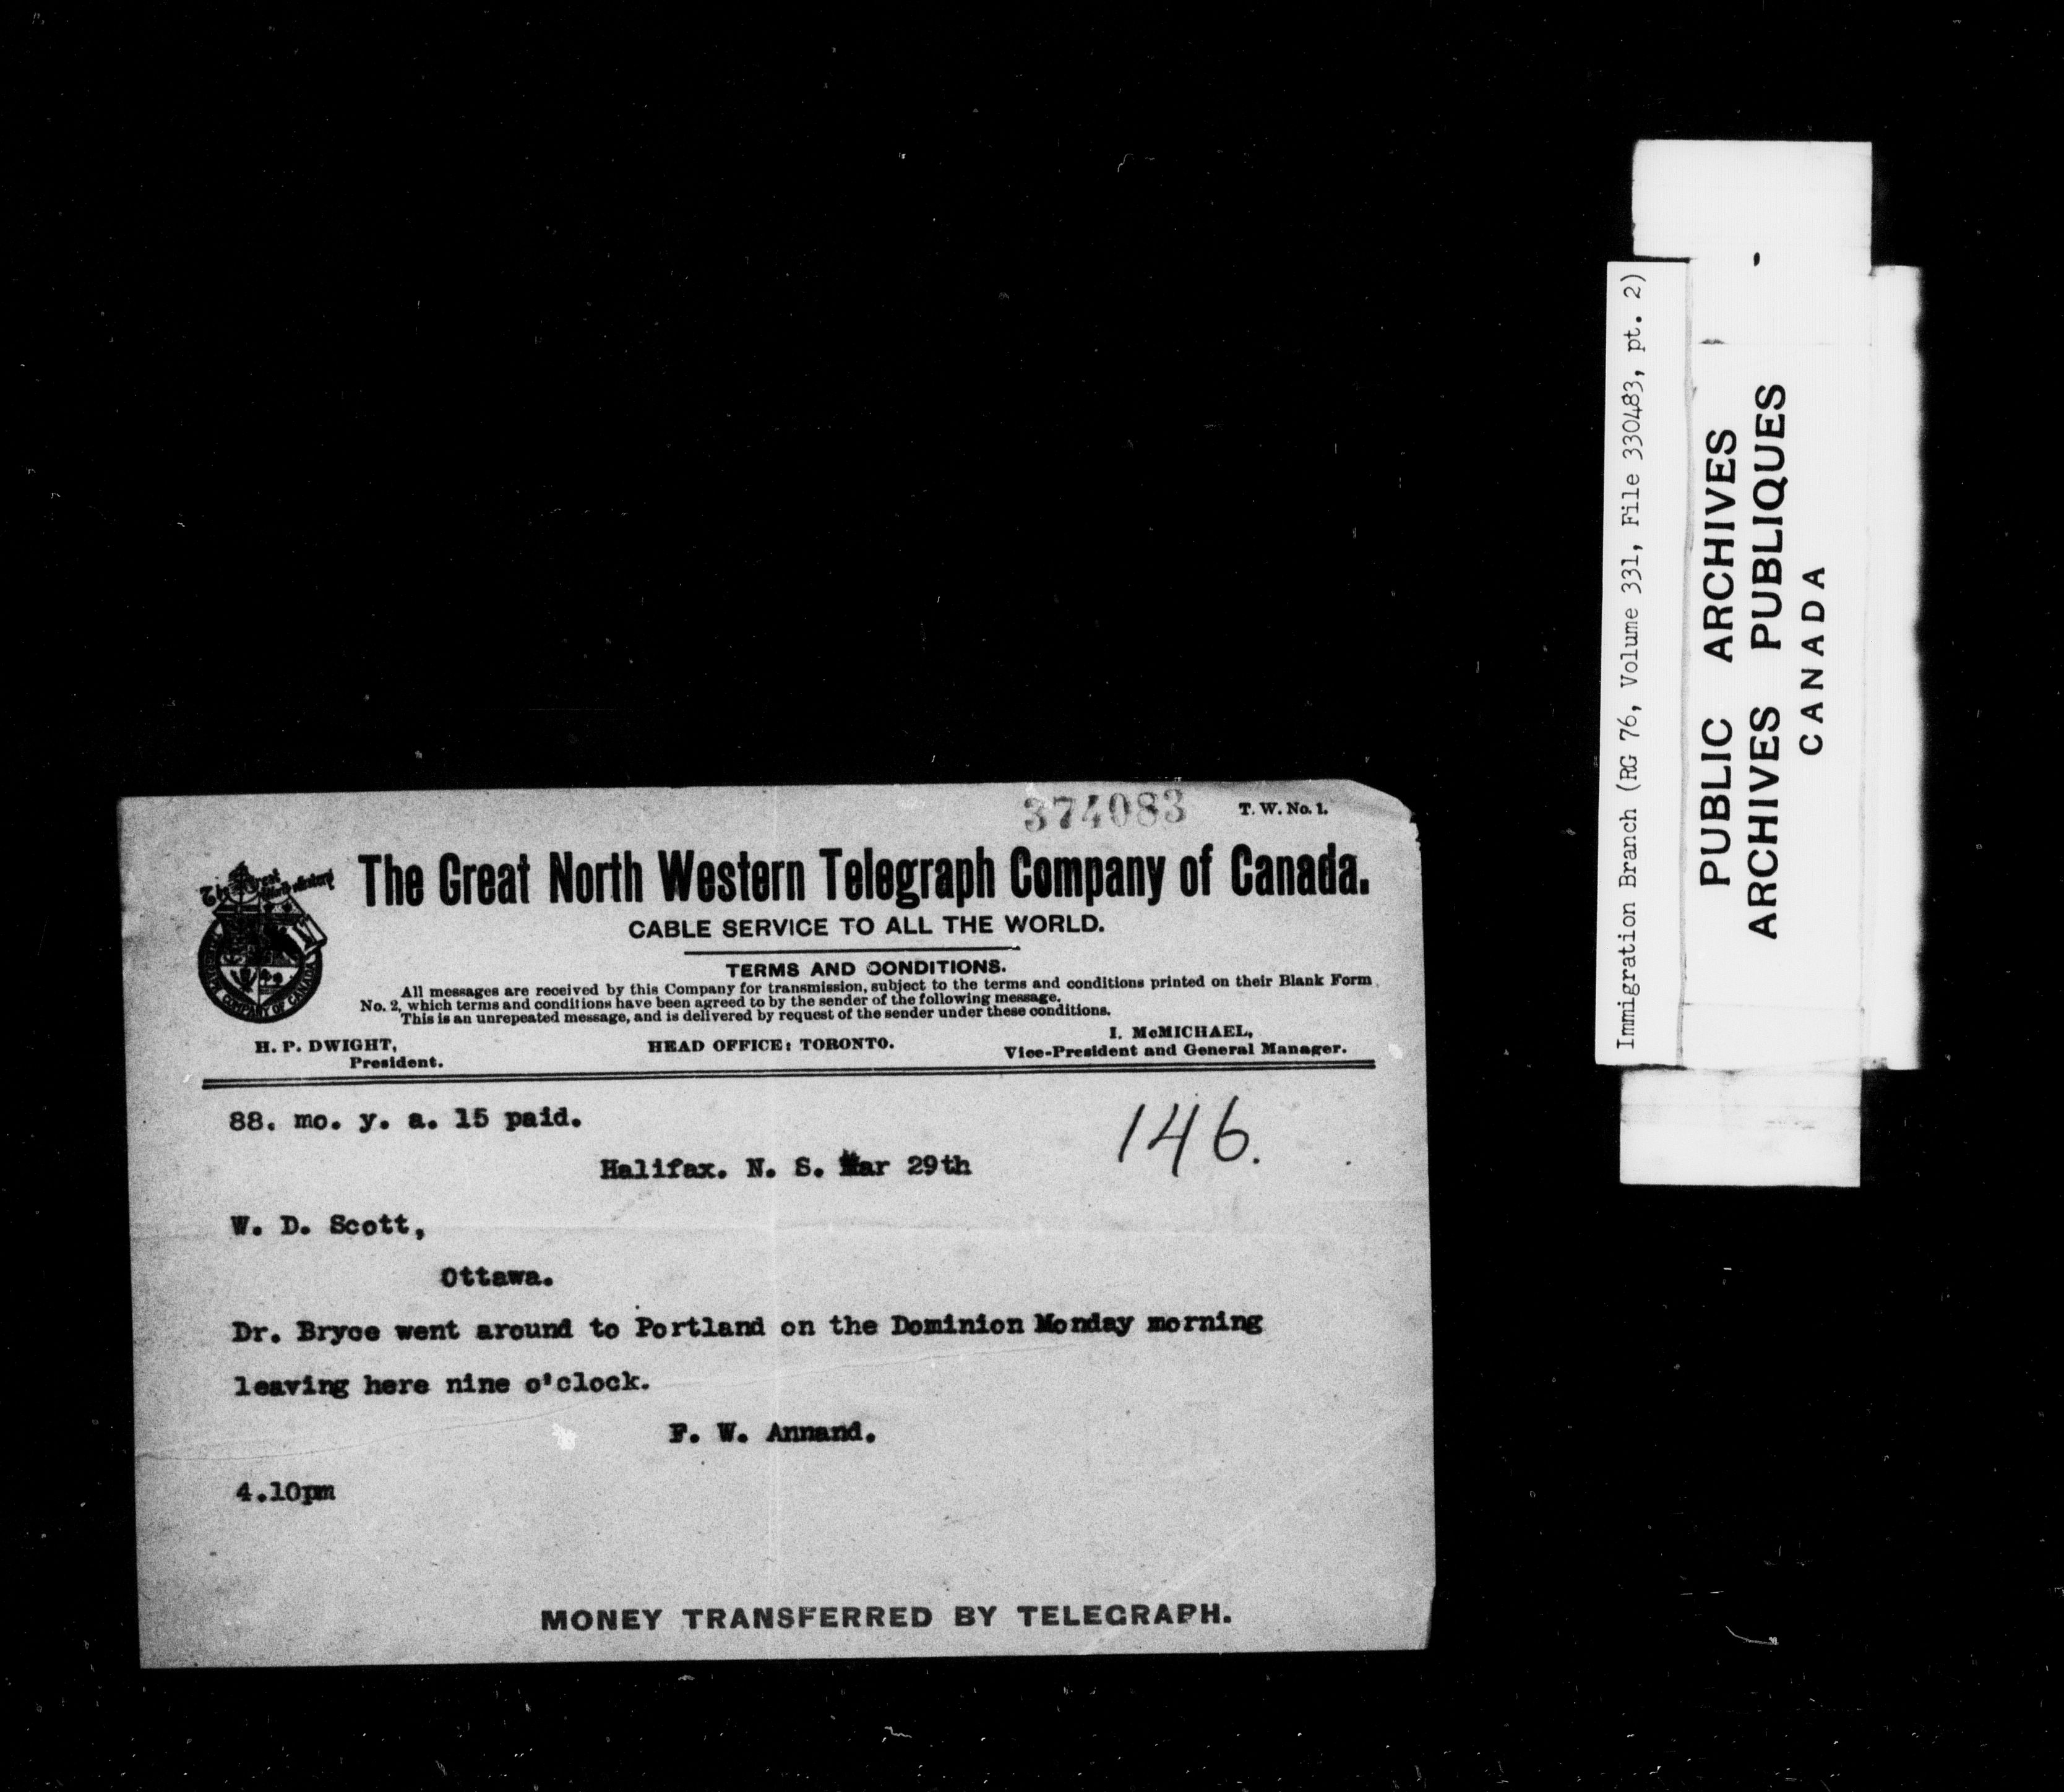 374083
T. W. No. 1.
The Great North Western Telegraph Company of Canada.
CABLE SERVICE TO ALL THE WORLD.
TERMS AND CONDITIONS.
All messages are received by this Company for transmission, subject to the terms and conditions printed on their Blank Form
No. 2, which terms and conditions have been agreed to by the sender of the following message.
This is an unrepeated message, and is delivered by request of the sender under these conditions.
H. P. DWIGHT,
President.
HEAD OFFICE: TORONTO.
I. McMICHAEL,
Vice-President and General Manager.
88. mo. y. a. 15 paid.
146.
Halifax. N. S. Mar 29th
W. D. Scott,
Ottawa.
Dr. Bryce went around to Portland on the Dominion Monday morning
leaving here nine o'clock.
F. W. Annand.
4.10pm
MONEY TRANSFERRED BY TELEGRAPH.
Immigration Branch (RG 76, Volume 331, File 330483, pt. 2)
PUBLIC ARCHIVES
ARCHIVES PUBLIQUES
CANADA